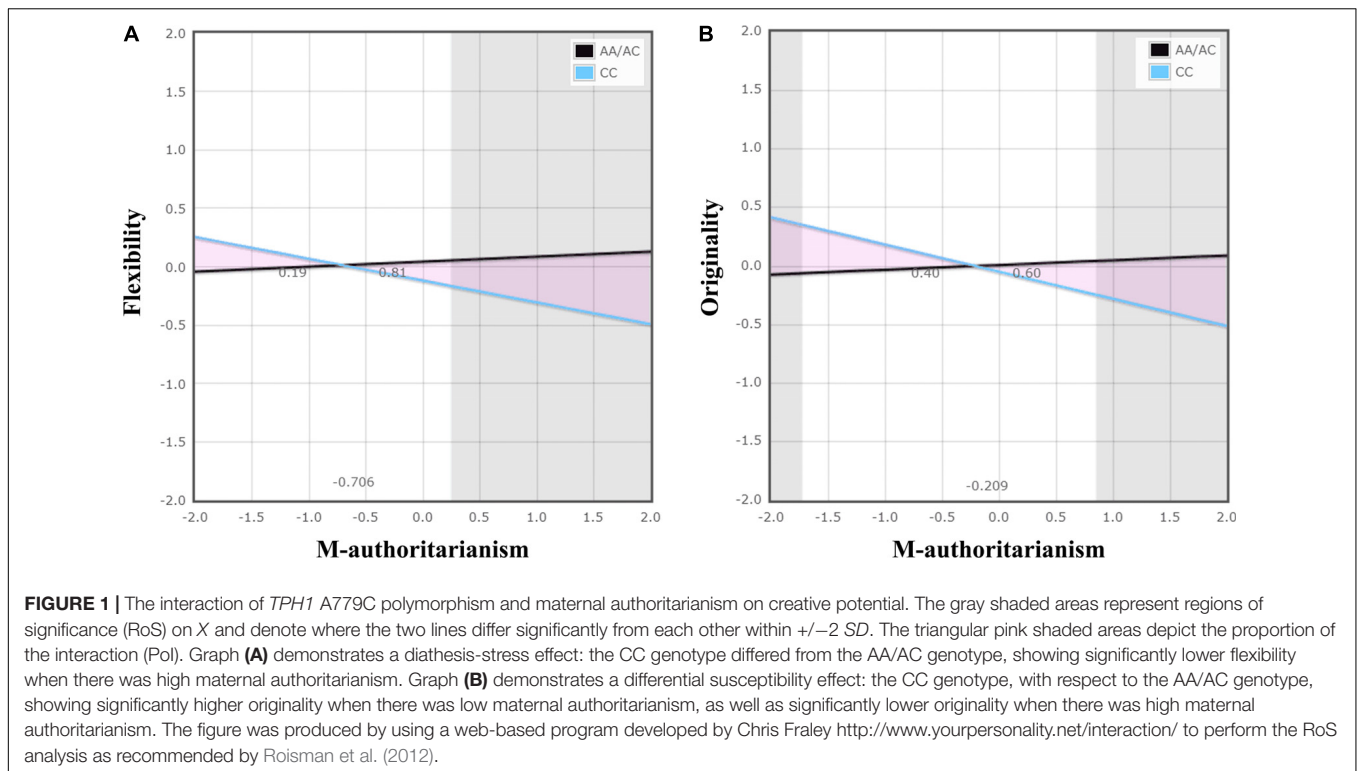 A
2.0
1.5
1.0
0.5
0.0
-0.5
-1.0
-1.5
-2.0
Flexibility
AA/AC
CC
0.19
0.81
-0.706
-2.0 -1.5 -1.0 -0.5 0.0 0.5 1.0 1.5 2.0
M-authoritarianism
B
2.0
1.5
1.0
0.5
0.0
-0.5
-1.0
-1.5
-2.0
Originality
AA/AC
CC
0.40
0.60
-0.209
-2.0 -1.5 -1.0 -0.5 0.0 0.5 1.0 1.5 2.0
M-authoritarianism
FIGURE 1 | The interaction of TPH1 A779C polymorphism and maternal authoritarianism on creative potential. The gray shaded areas represent regions of
significance (RoS) on X and denote where the two lines differ significantly from each other within +/−2 SD. The triangular pink shaded areas depict the proportion of
the interaction (PoI). Graph (A) demonstrates a diathesis-stress effect: the CC genotype differed from the AA/AC genotype, showing significantly lower flexibility
when there was high maternal authoritarianism. Graph (B) demonstrates a differential susceptibility effect: the CC genotype, with respect to the AA/AC genotype,
showing significantly higher originality when there was low maternal authoritarianism, as well as significantly lower originality when there was high maternal
authoritarianism. The figure was produced by using a web-based program developed by Chris Fraley http://www.yourpersonality.net/interaction/ to perform the RoS
analysis as recommended by Roisman et al. (2012).